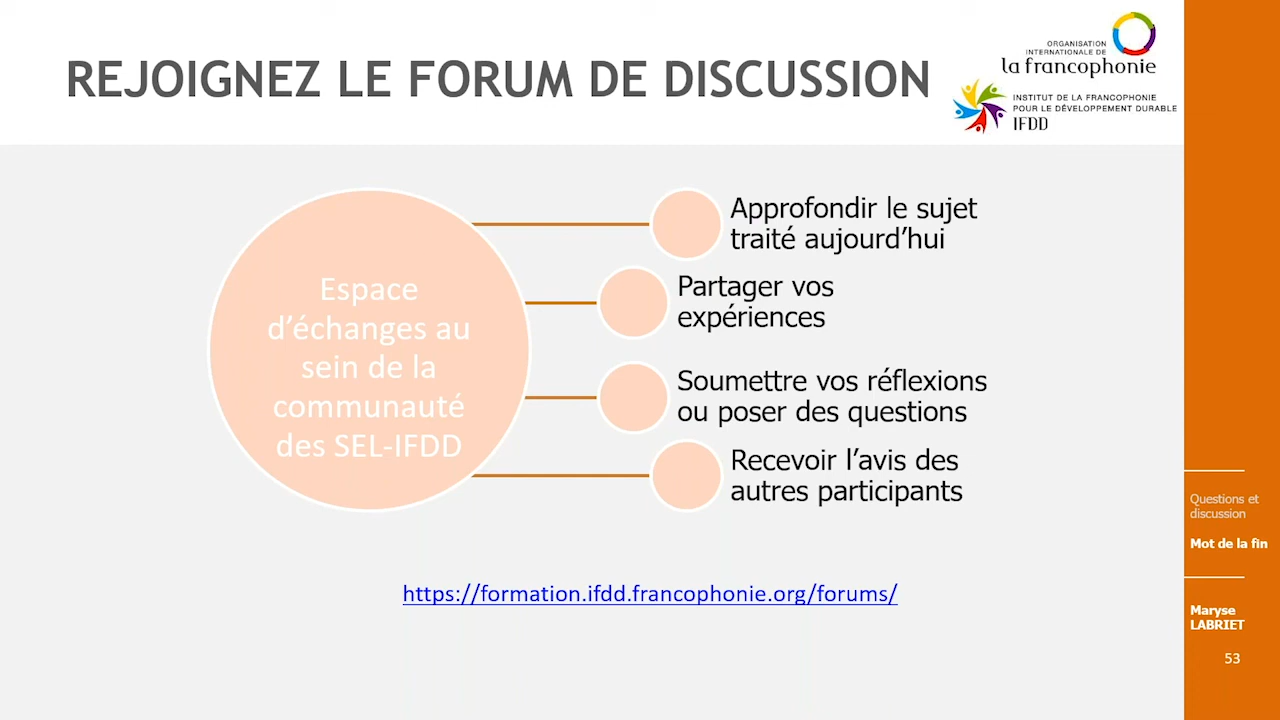 REJOIGNEZ LE FORUM DE DISCUSSION
ORGANISATION
INTERNATIONALE DE
la francophonie
INSTITUT DE LA FRANCOPHONIE
POUR LE DÉVELOPPEMENT DURABLE
IFDD
Espace
d’échanges au
sein de la
communauté
des SEL-IFDD
Approfondir le sujet
traité aujourd’hui
Partager vos
expériences
Soumettre vos réflexions
ou poser des questions
Recevoir l’avis des
autres participants
https://formation.ifdd.francophonie.org/forums/
Questions et
discussion
Mot de la fin
Maryse
LABRIET
53